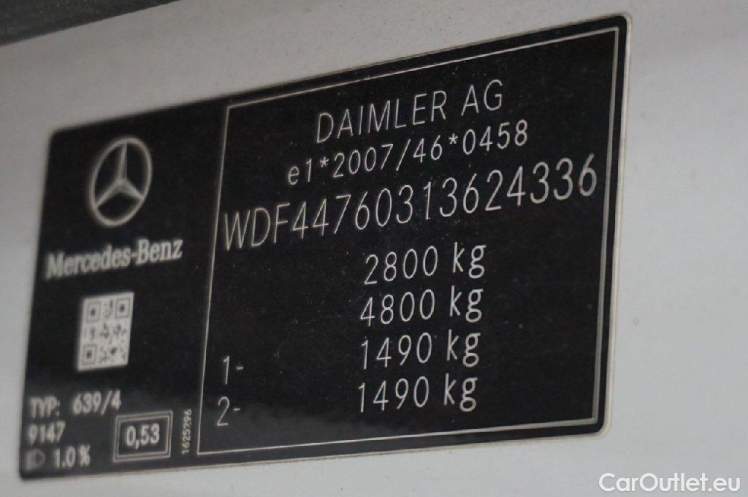 DAIMLER AG
e1*2007/46*0458
WDF44760313624336
2800 kg
4800 kg
1- 1490 kg
2- 1490 kg
Mercedes-Benz
TYP: 639/4
9147
1.0%
0,53
1625296
CarOutlet.eu